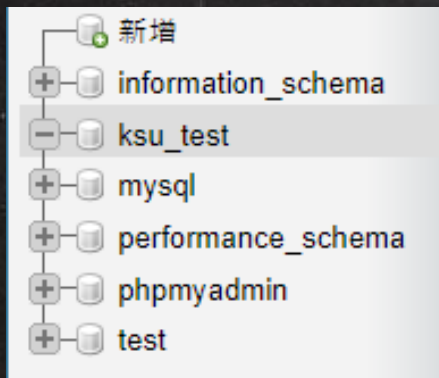 新增
information_schema
ksu_test
mysql
performance_schema
phpmyadmin
test